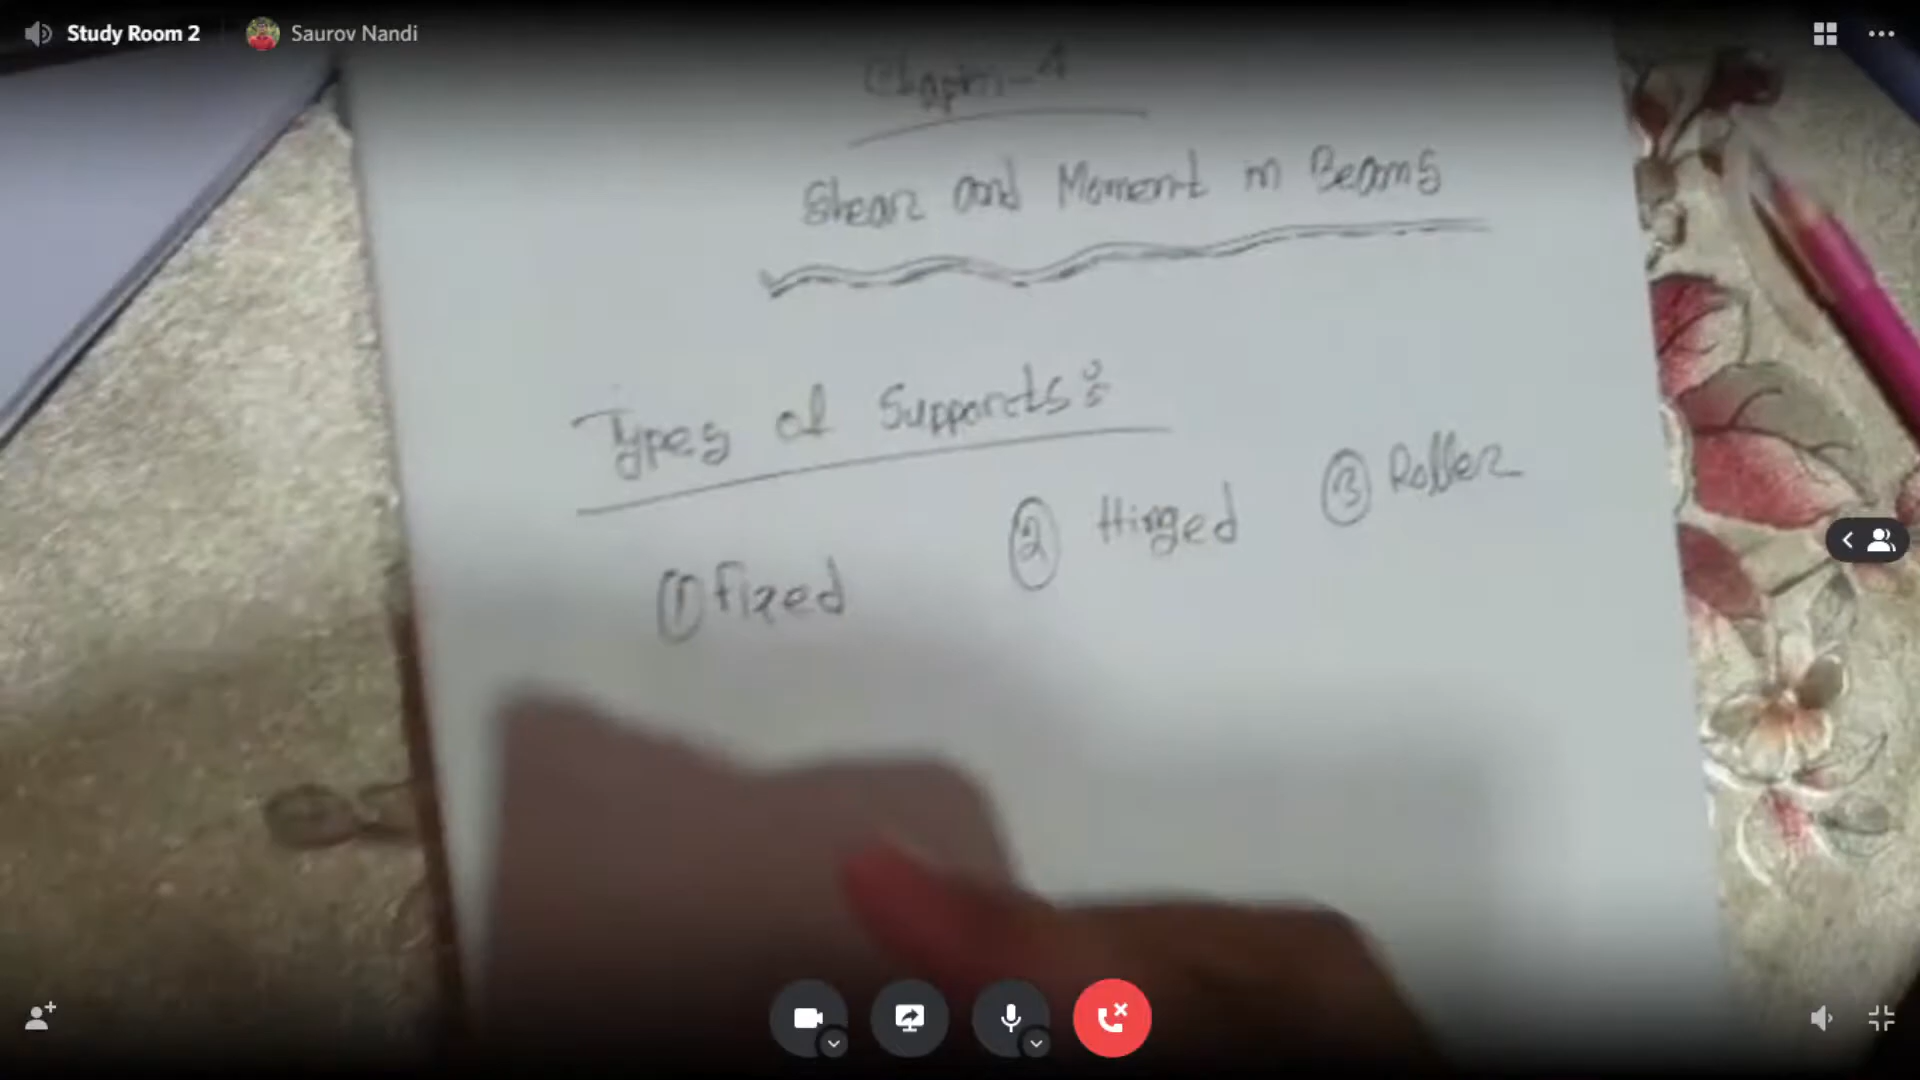 Study Room 2 Saurov Nandi
Chapter-4
Shear and Moment in Beams
Types of Supports:
① Fixed ② Hinged ③ Roller